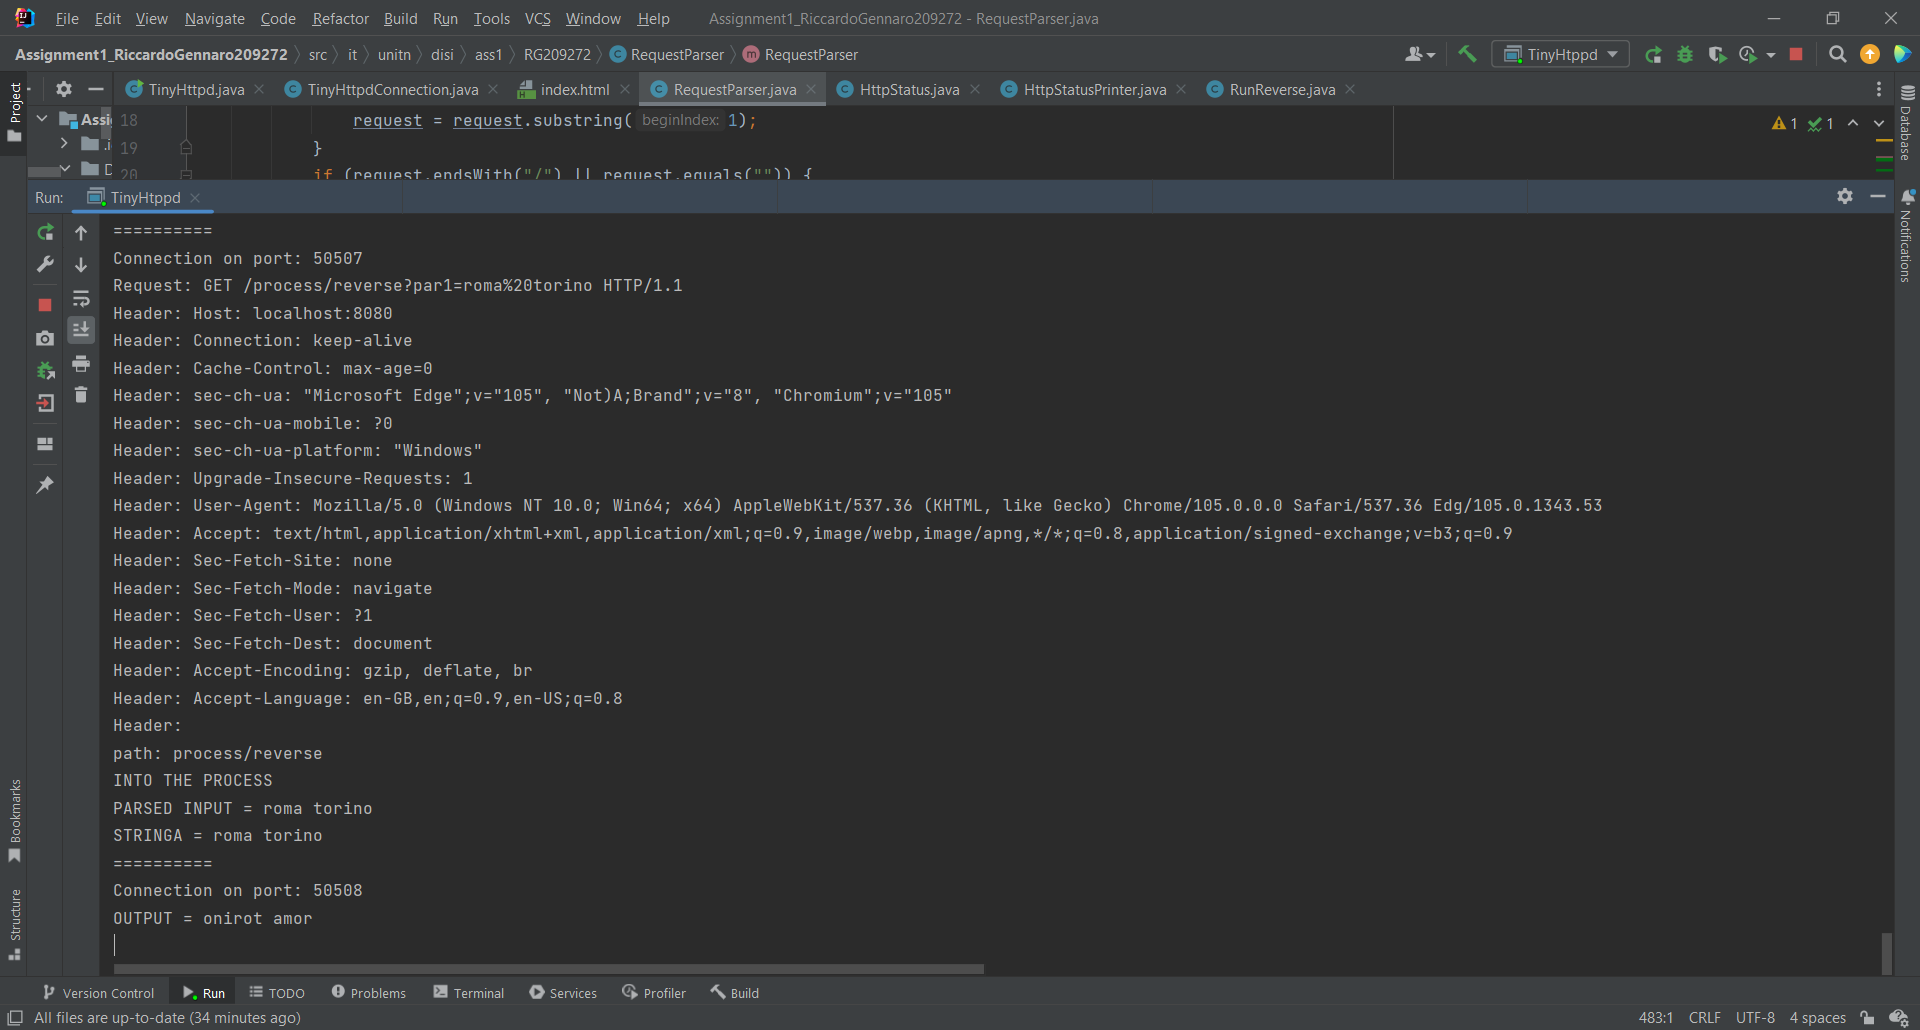 File Edit View Navigate Code Refactor Build Run Tools VCS Window Help Assignment1_RiccardoGennaro209272 - RequestParser.java
Assignment1_RiccardoGennaro209272 src it unitn disi ass1 RG209272 RequestParser RequestParser TinyHtppd
Project TinyHttpd.java TinyHttpdConnection.java index.html RequestParser.java HttpStatus.java HttpStatusPrinter.java RunReverse.java
Database
Assi 18 request = request.substring( beginIndex: 1); 1 1
.i 19 }
D 20 if (request.endsWith("/") || request.equals("")) {
Run: TinyHtppd
Notifications
==========
Connection on port: 50507
Request: GET /process/reverse?par1=roma%20torino HTTP/1.1
Header: Host: localhost:8080
Header: Connection: keep-alive
Header: Cache-Control: max-age=0
Header: sec-ch-ua: "Microsoft Edge";v="105", "Not)A;Brand";v="8", "Chromium";v="105"
Header: sec-ch-ua-mobile: ?0
Header: sec-ch-ua-platform: "Windows"
Header: Upgrade-Insecure-Requests: 1
Header: User-Agent: Mozilla/5.0 (Windows NT 10.0; Win64; x64) AppleWebKit/537.36 (KHTML, like Gecko) Chrome/105.0.0.0 Safari/537.36 Edg/105.0.1343.53
Header: Accept: text/html,application/xhtml+xml,application/xml;q=0.9,image/webp,image/apng,*/*;q=0.8,application/signed-exchange;v=b3;q=0.9
Header: Sec-Fetch-Site: none
Header: Sec-Fetch-Mode: navigate
Header: Sec-Fetch-User: ?1
Header: Sec-Fetch-Dest: document
Header: Accept-Encoding: gzip, deflate, br
Header: Accept-Language: en-GB,en;q=0.9,en-US;q=0.8
Header:
path: process/reverse
INTO THE PROCESS
PARSED INPUT = roma torino
STRINGA = roma torino
==========
Connection on port: 50508
OUTPUT = onirot amor
Bookmarks
Structure
Version Control Run TODO Problems Terminal Services Profiler Build
All files are up-to-date (34 minutes ago) 483:1 CRLF UTF-8 4 spaces